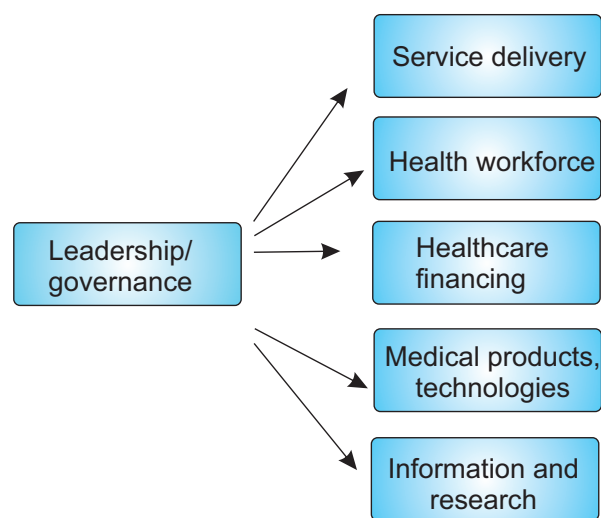 Service delivery
Health workforce
Leadership/
governance
Healthcare
financing
Medical products,
technologies
Information and
research